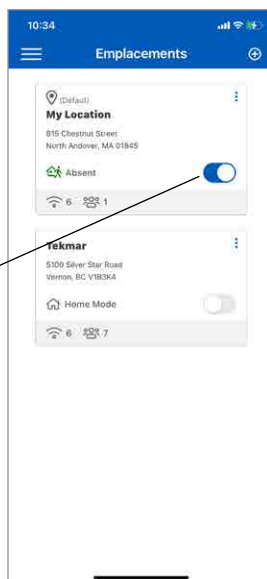 10:34
Emplacements
(Défaut)
My Location
815 Chestnut Street
North Andover, MA 01845
Absent
6 1
Tekmar
5100 Silver Star Road
Vernon, BC V1B3K4
Home Mode
6 7